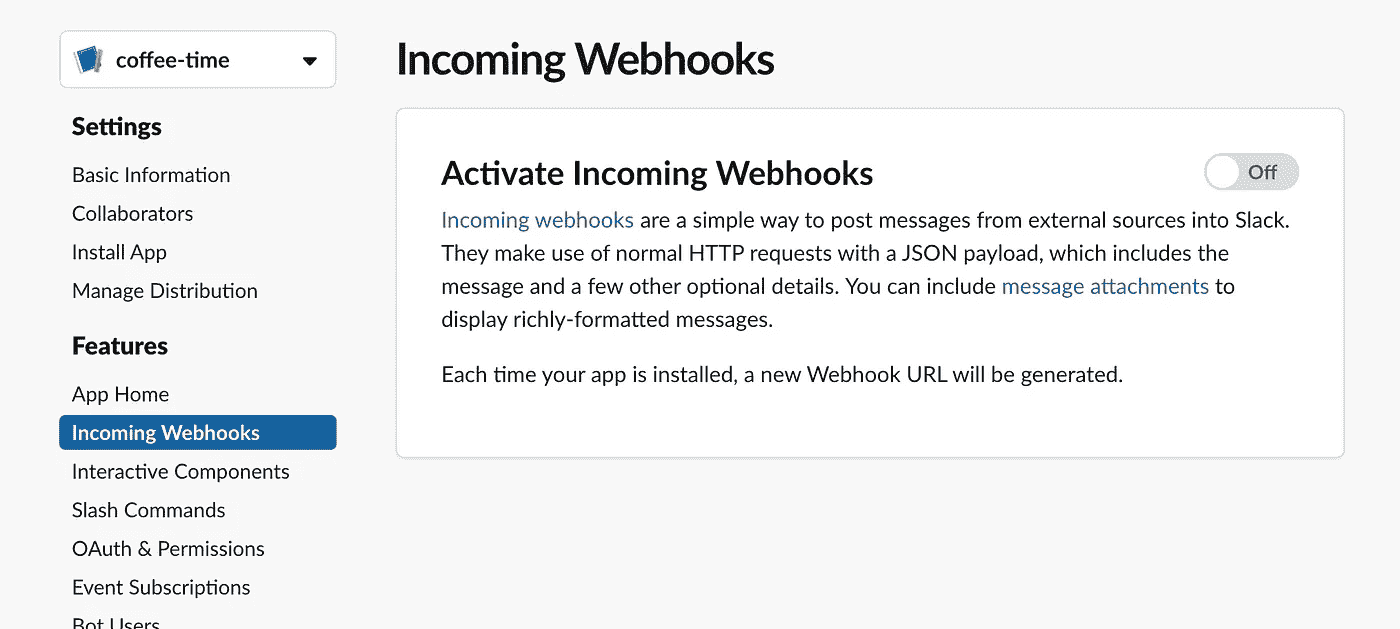 coffee-time
Settings
Basic Information
Collaborators
Install App
Manage Distribution
Features
App Home
Incoming Webhooks
Interactive Components
Slash Commands
OAuth & Permissions
Event Subscriptions
Bot Users
Incoming Webhooks
Activate Incoming Webhooks
Off
Incoming webhooks are a simple way to post messages from external sources into Slack.
They make use of normal HTTP requests with a JSON payload, which includes the
message and a few other optional details. You can include message attachments to
display richly-formatted messages.
Each time your app is installed, a new Webhook URL will be generated.